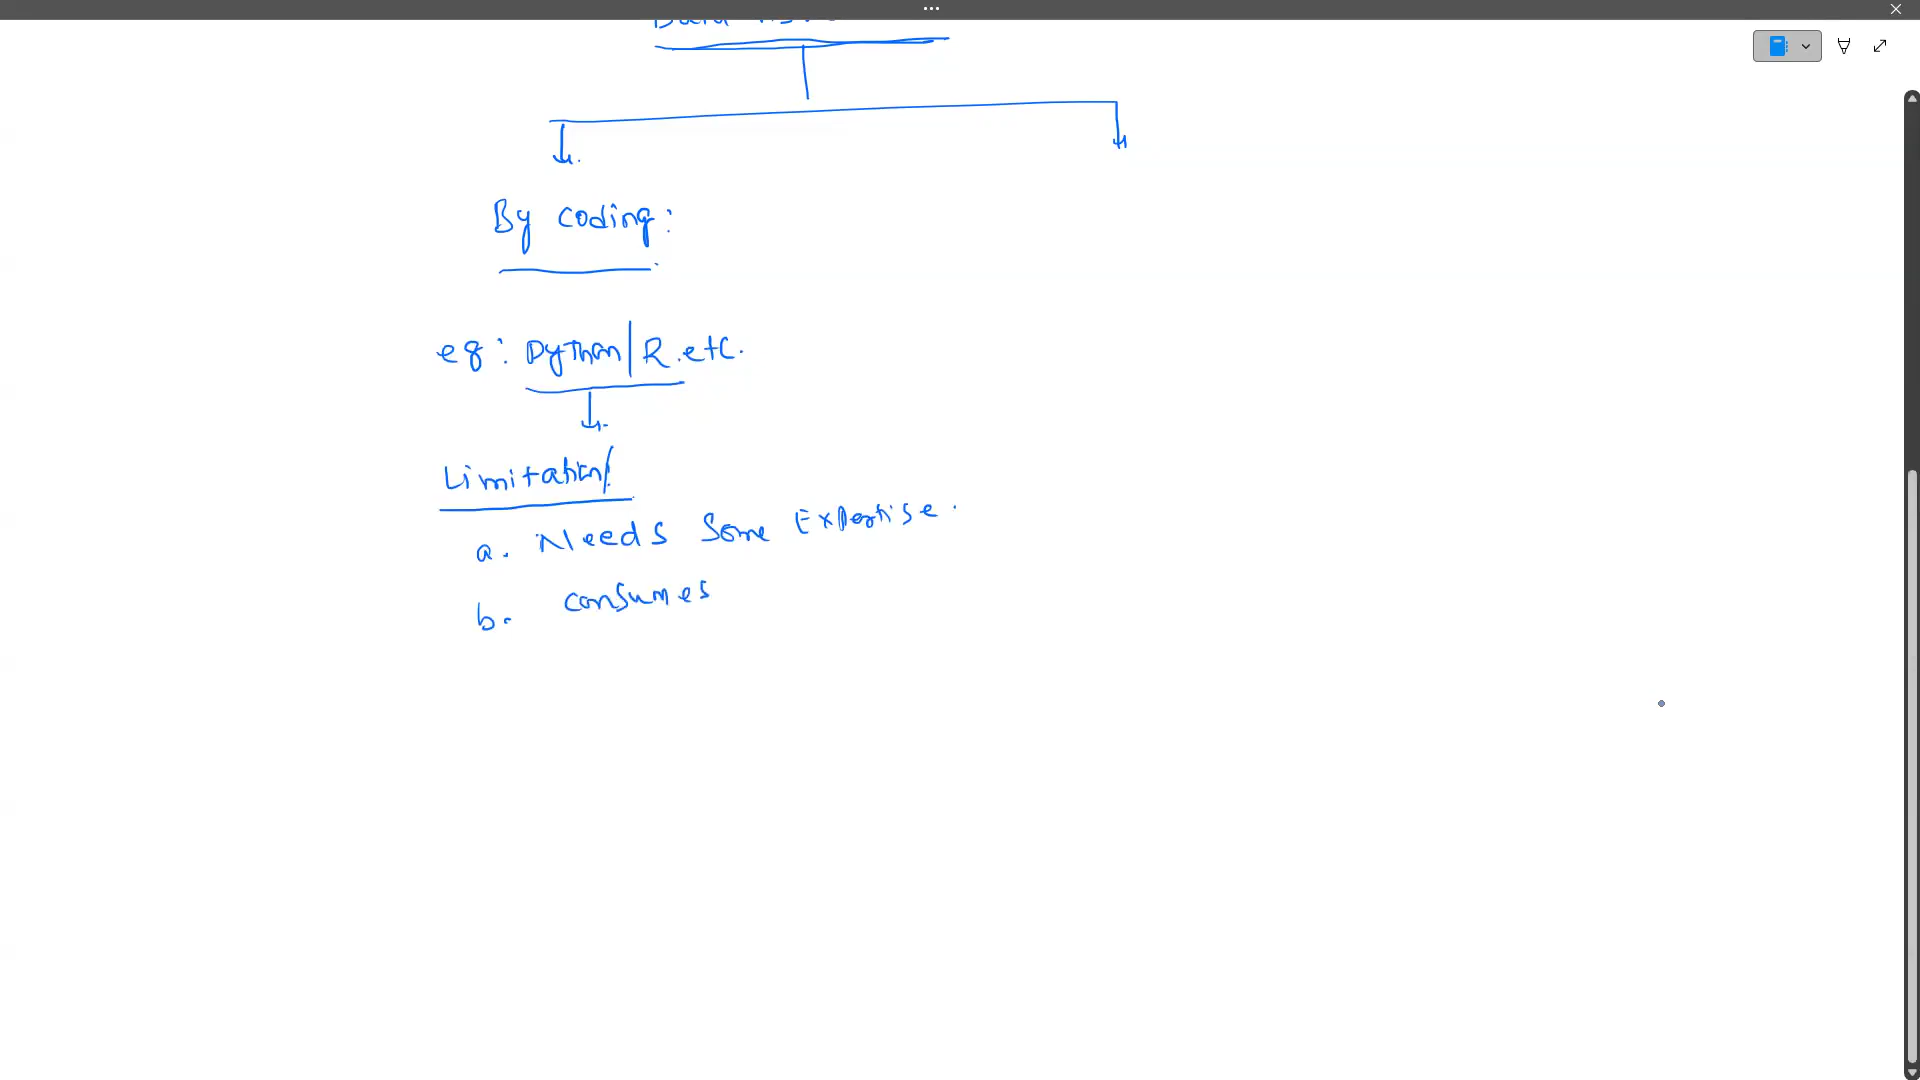 By coding:
eg: Python|R.etc.
Limitation/
a. Needs Some Expertise.
b. consumes